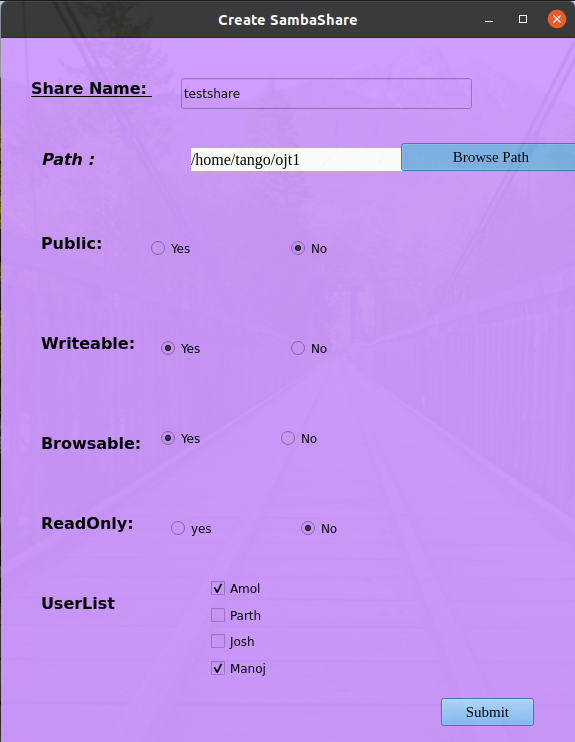 Create SambaShare
Share Name:
testshare
Path :
/home/tango/ojt1
Browse Path
Public:
Yes
No
Writeable:
Yes
No
Browsable:
Yes
No
ReadOnly:
yes
No
UserList
Amol
Parth
Josh
Manoj
Submit